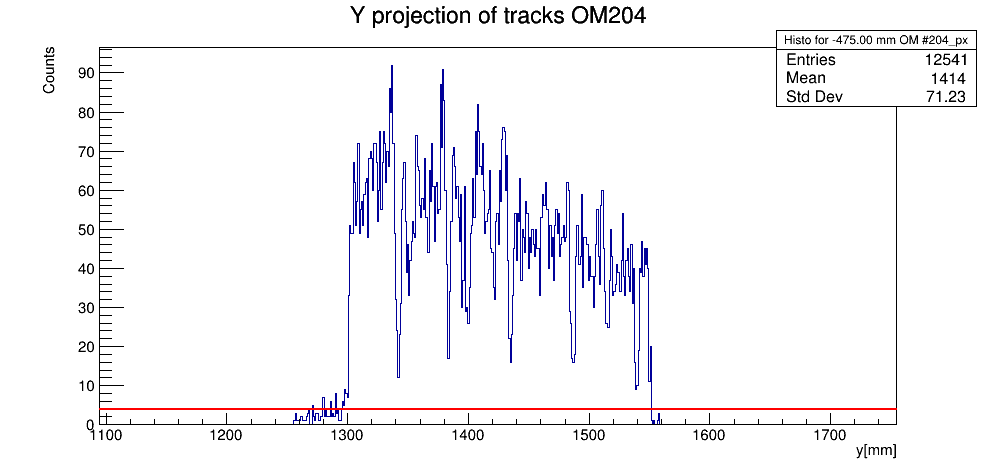 Y projection of tracks OM204
Histo for -475.00 mm OM #204_px
Entries 12541
Mean 1414
Std Dev 71.23
Counts
90
80
70
60
50
40
30
20
10
0
1100 1200 1300 1400 1500 1600 1700
y[mm]